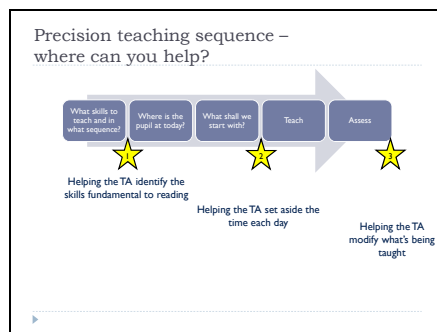 Precision teaching sequence –
where can you help?
What skills to
teach and in
what sequence?
Where is the
pupil at today?
What shall we
start with?
Teach
Assess
1
2
3
Helping the TA identify the
skills fundamental to reading
Helping the TA set aside the
time each day
Helping the TA
modify what's being
taught